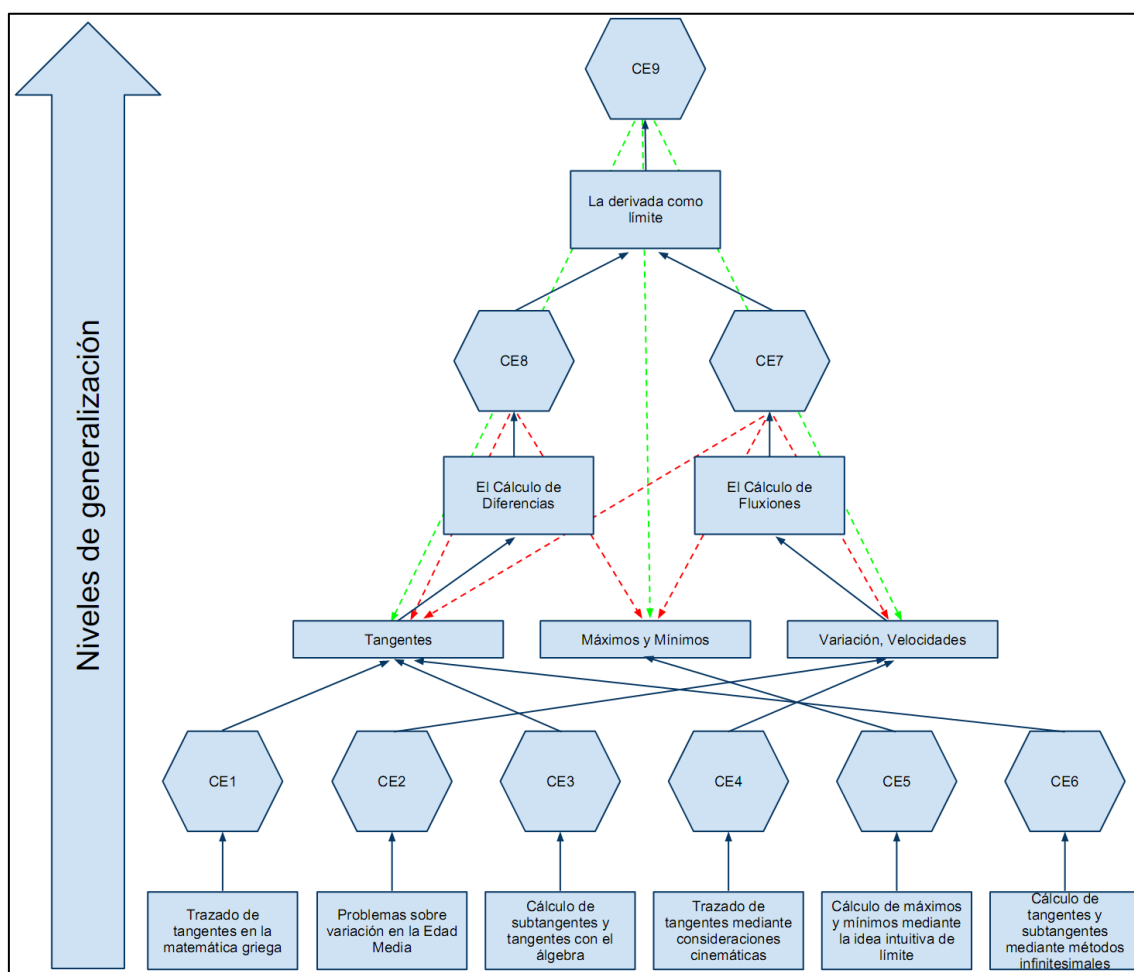 Niveles de generalización
CE9
La derivada como
límite
CE8
CE7
El Cálculo de
Diferencias
El Cálculo de
Fluxiones
Tangentes
Máximos y Mínimos
Variación, Velocidades
CE1
CE2
CE3
CE4
CE5
CE6
Trazado de
tangentes en la
matemática griega
Problemas sobre
variación en la Edad
Media
Cálculo de
subtangentes y
tangentes con el
álgebra
Trazado de
tangentes mediante
consideraciones
cinemáticas
Cálculo de máximos
y mínimos mediante
la idea intuitiva de
límite
Cálculo de
tangentes y
subtangentes
mediante métodos
infinitesimales